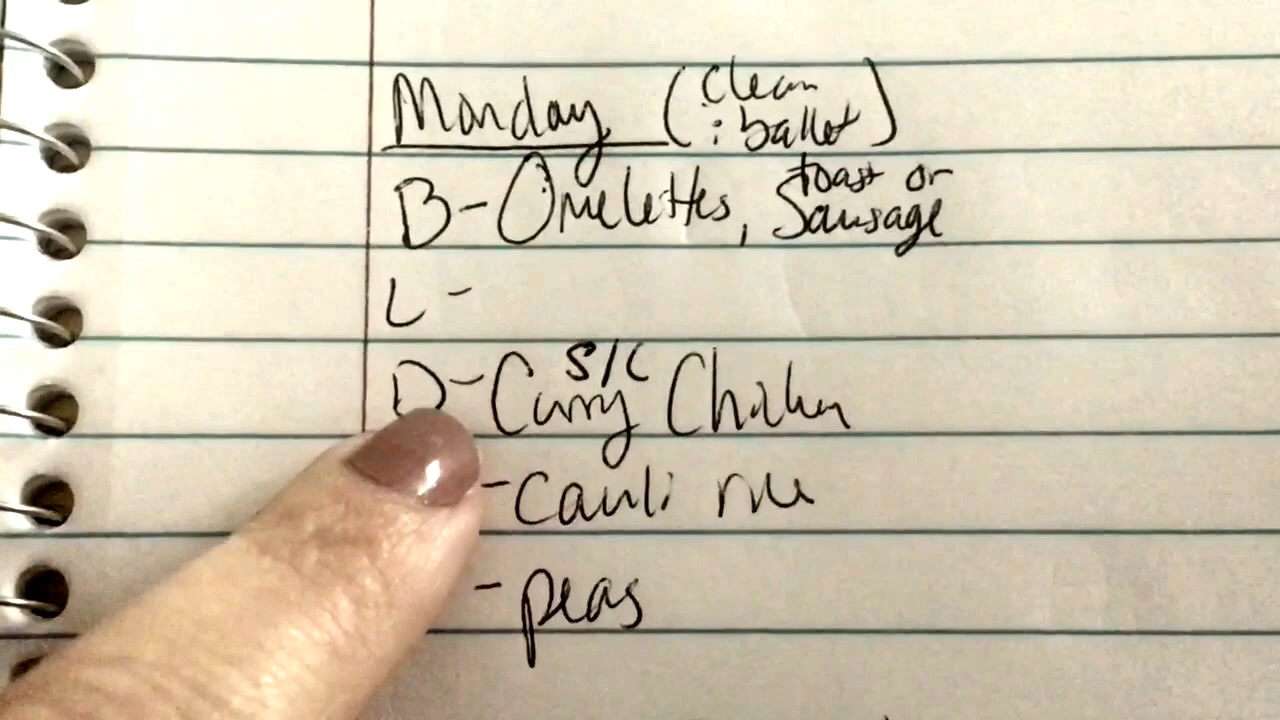 Monday (clean
: ballet)
B- Omelettes, toast or
sausage
L -
D- S/C
Curry Chicken
- cauli rice
- peas